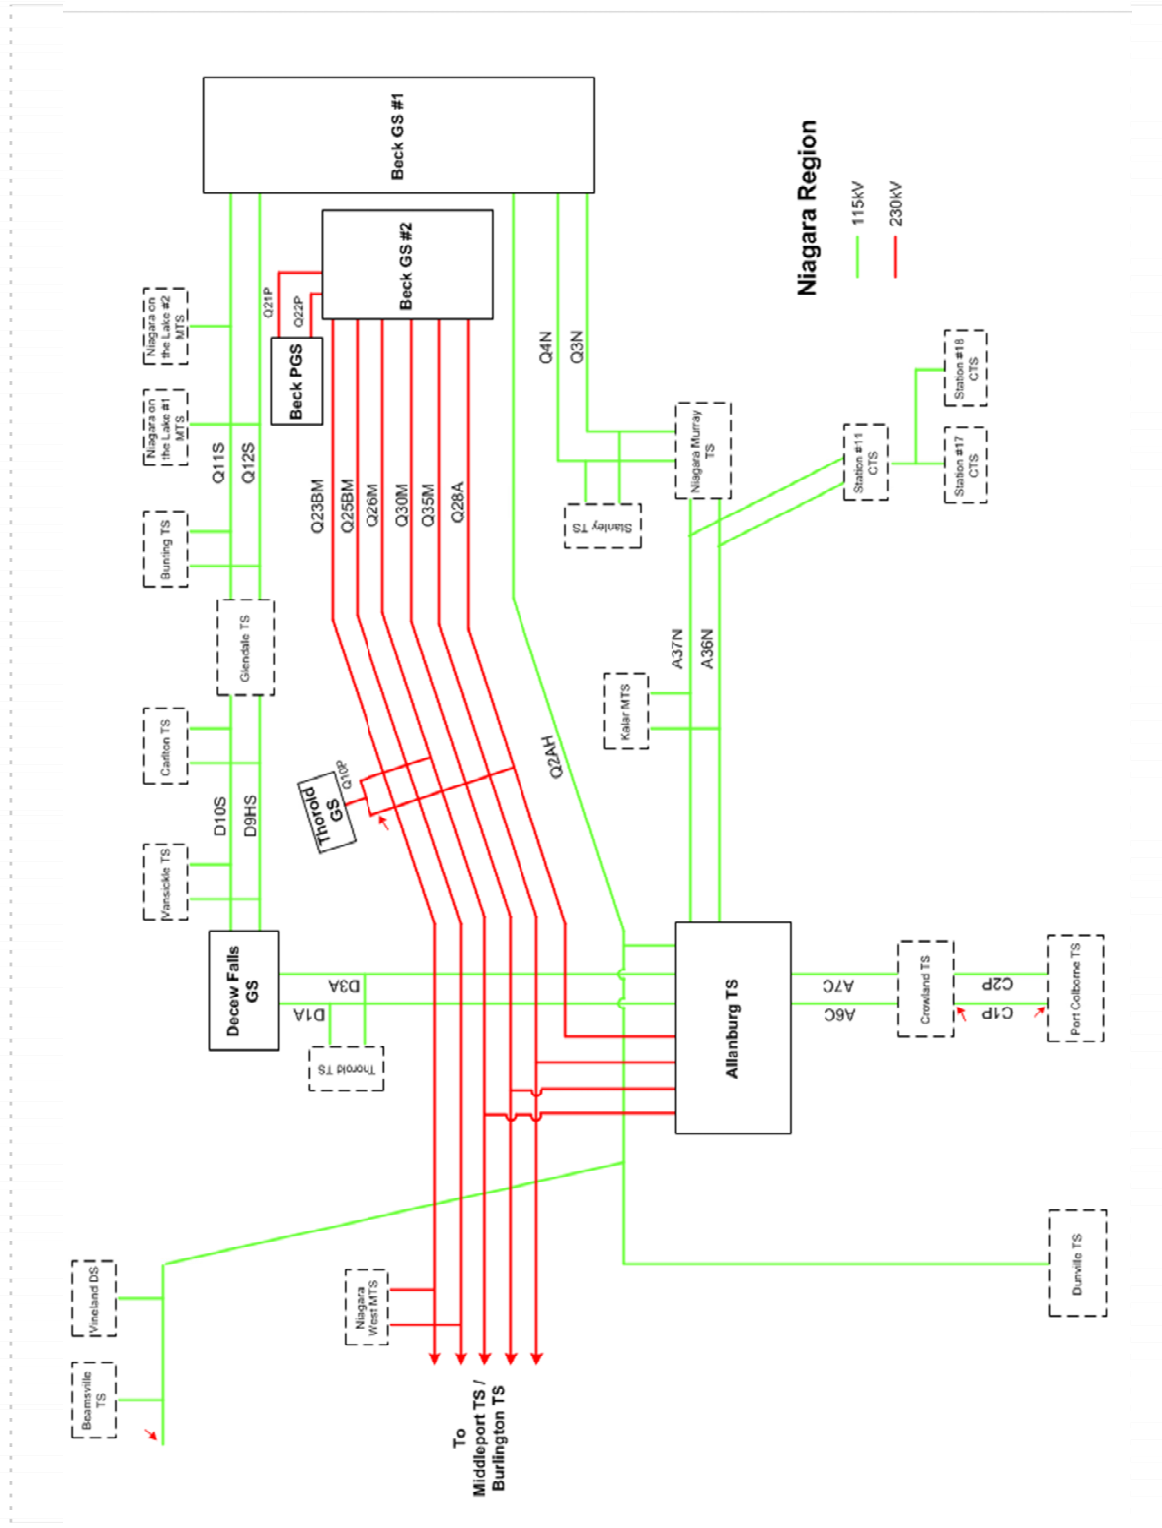 Niagara Region
115kV
230kV
Beck GS #1
Beck GS #2
Beck PGS
Q21P
Q22P
Niagara on
the Lake #2
MTS
Niagara on
the Lake #1
MTS
Q11S
Q12S
Bunting TS
Glendale TS
Carlton TS
D10S
D9HS
Vansickle TS
Decew Falls
GS
Q23BM
Q25BM
Q26M
Q30M
Q35M
Q28A
Q4N
Q3N
Niagara Murray
TS
Stanley TS
Station #11
CTS
Station #18
CTS
Station #17
CTS
A37N
A36N
Kalar MTS
Thorold
GS
Q10P
Q2AH
D3A
D1A
Thorold TS
Allanburg TS
A7C
A6C
Crowland TS
C2P
C1P
Port Colborne TS
Dunville TS
Niagara
West MTS
Vineland DS
Beamsville
TS
To
Middleport TS /
Burlington TS